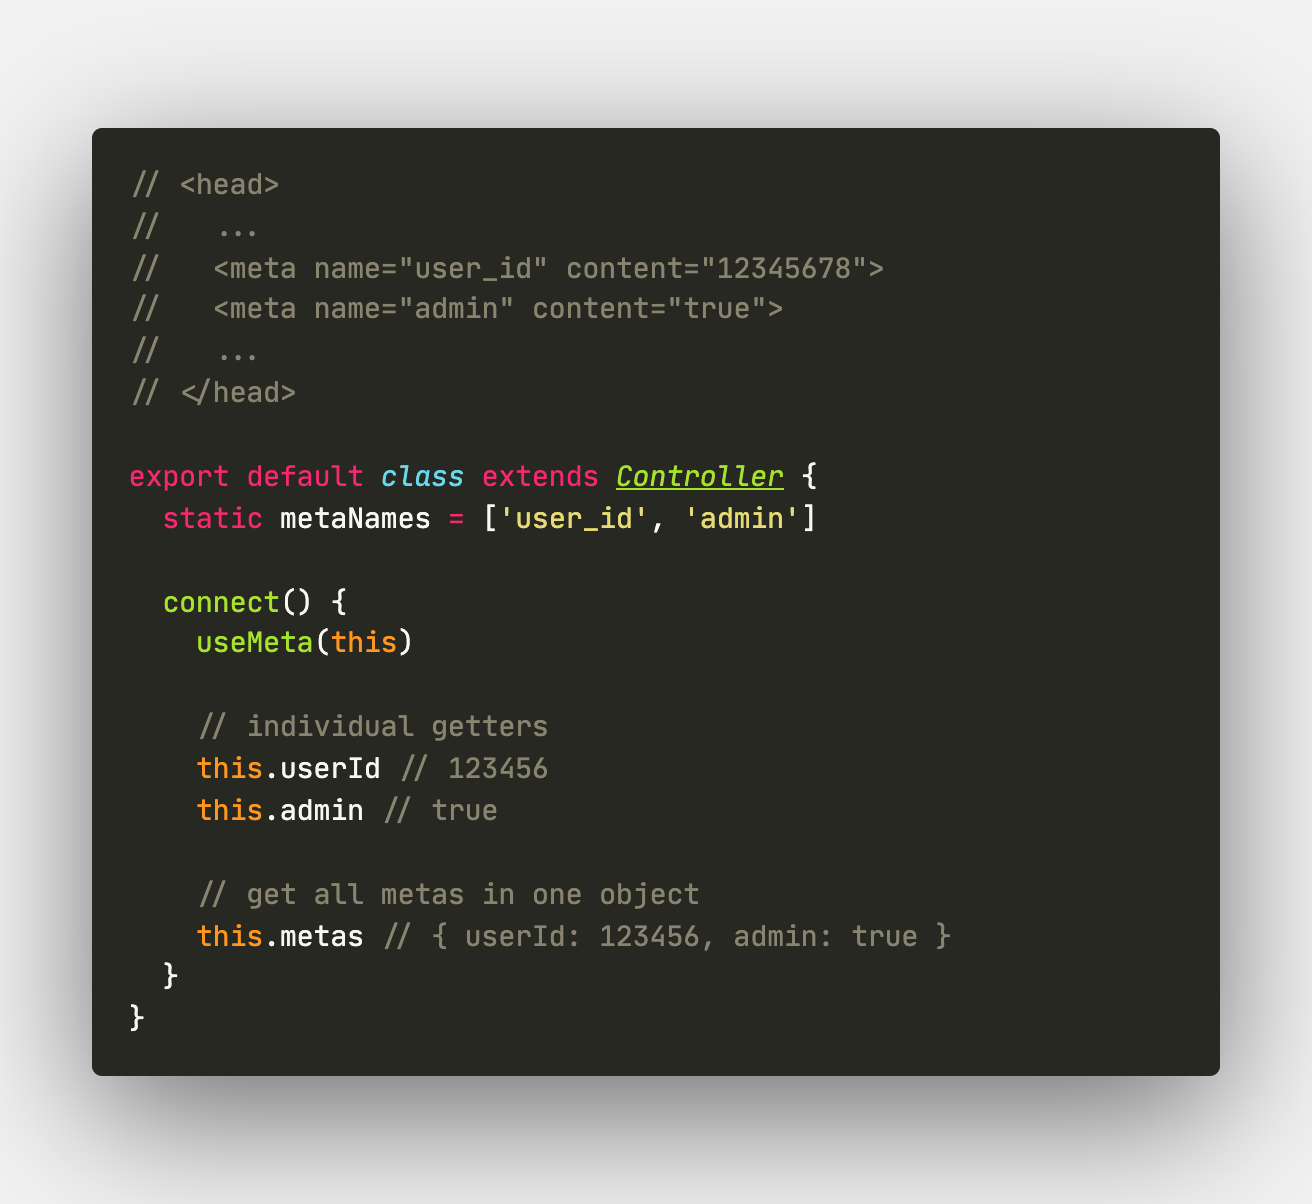 // <head>
//   ...
//   <meta name="user_id" content="12345678">
//   <meta name="admin" content="true">
//   ...
// </head>

export default class extends Controller {
  static metaNames = ['user_id', 'admin']

  connect() {
    useMeta(this)

    // individual getters
    this.userId // 123456
    this.admin // true

    // get all metas in one object
    this.metas // { userId: 123456, admin: true }
  }
}